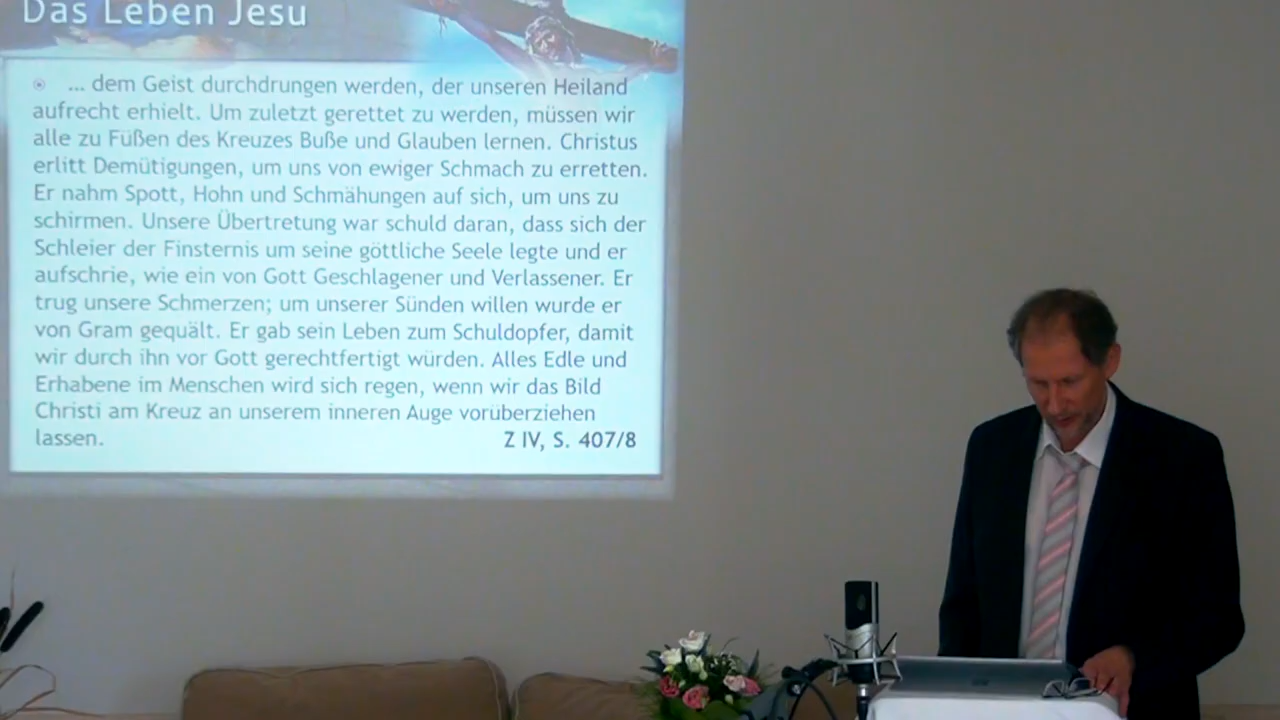 Das Leben Jesu
... dem Geist durchdrungen werden, der unseren Heiland
aufrecht erhielt. Um zuletzt gerettet zu werden, müssen wir
alle zu Füßen des Kreuzes Buße und Glauben lernen. Christus
erlitt Demütigungen, um uns von ewiger Schmach zu erretten.
Er nahm Spott, Hohn und Schmähungen auf sich, um uns zu
schirmen. Unsere Übertretung war schuld daran, dass sich der
Schleier der Finsternis um seine göttliche Seele legte und er
aufschrie, wie ein von Gott Geschlagener und Verlassener. Er
trug unsere Schmerzen; um unserer Sünden willen wurde er
von Gram gequält. Er gab sein Leben zum Schuldopfer, damit
wir durch ihn vor Gott gerechtfertigt würden. Alles Edle und
Erhabene im Menschen wird sich regen, wenn wir das Bild
Christi am Kreuz an unserem inneren Auge vorüberziehen
lassen. Z IV, S. 407/8